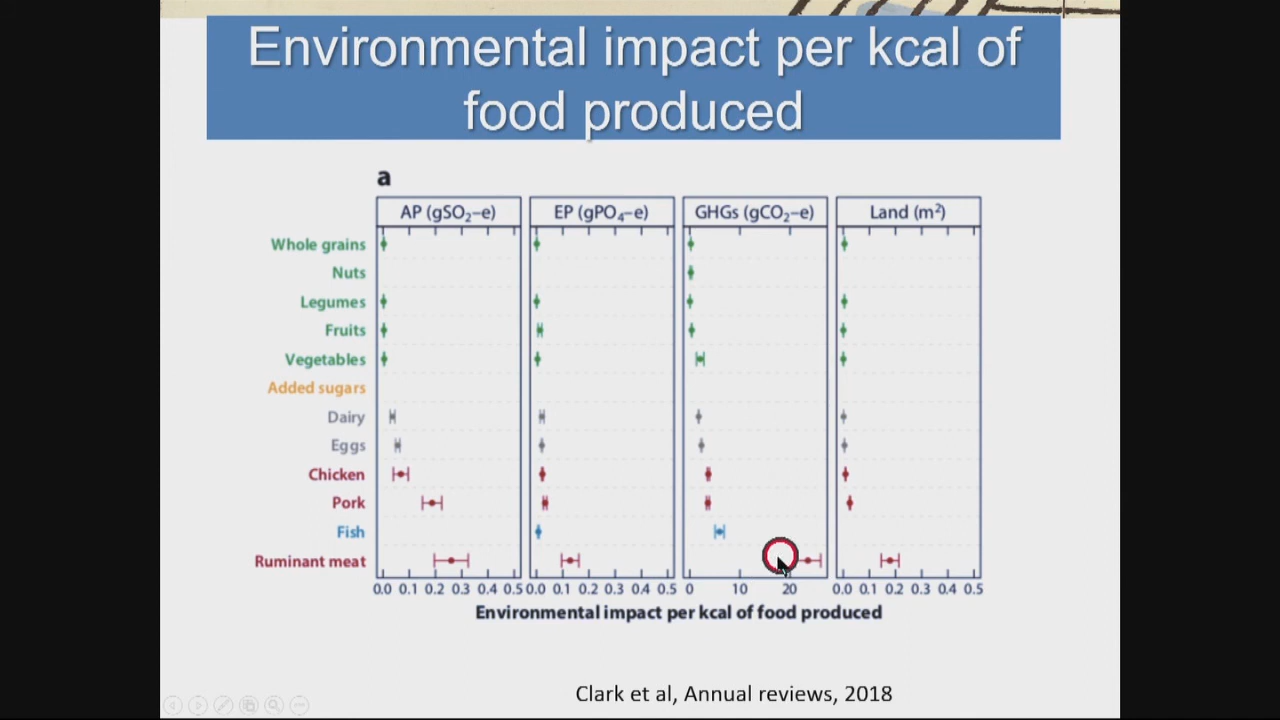 Environmental impact per kcal of
food produced
a
AP (gSO₂–e) EP (gPO₄–e) GHGs (gCO₂–e) Land (m²)
Whole grains
Nuts
Legumes
Fruits
Vegetables
Added sugars
Dairy
Eggs
Chicken
Pork
Fish
Ruminant meat
0.0 0.1 0.2 0.3 0.4 0.5 0.0 0.1 0.2 0.3 0.4 0.5 0 10 20 0.0 0.1 0.2 0.3 0.4 0.5
Environmental impact per kcal of food produced
Clark et al, Annual reviews, 2018